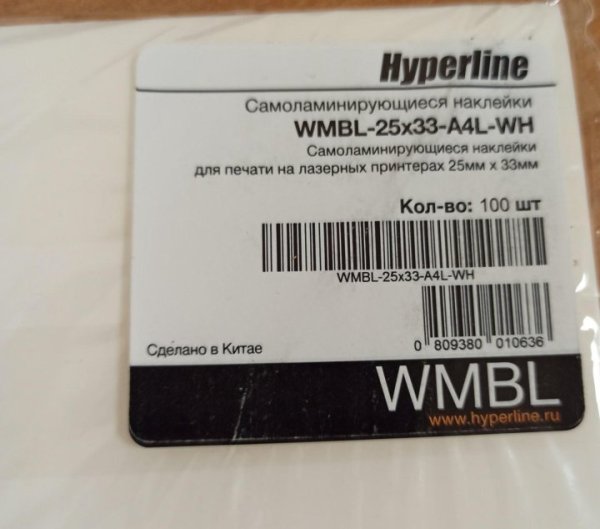 Hyperline
Самоламинирующиеся наклейки
WMBL-25x33-A4L-WH
Самоламинирующиеся наклейки
для печати на лазерных принтерах 25мм х 33мм
Кол-во: 100 шт
WMBL-25x33-A4L-WH
0 809380 010636
Сделано в Китае
WMBL
www.hyperline.ru